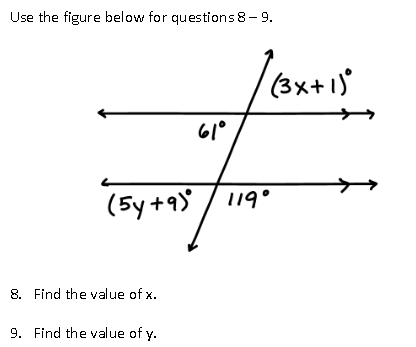 Use the figure below for questions 8 – 9.
(3x+1)°
61°
(5y+9)° 119°
8. Find the value of x.
9. Find the value of y.